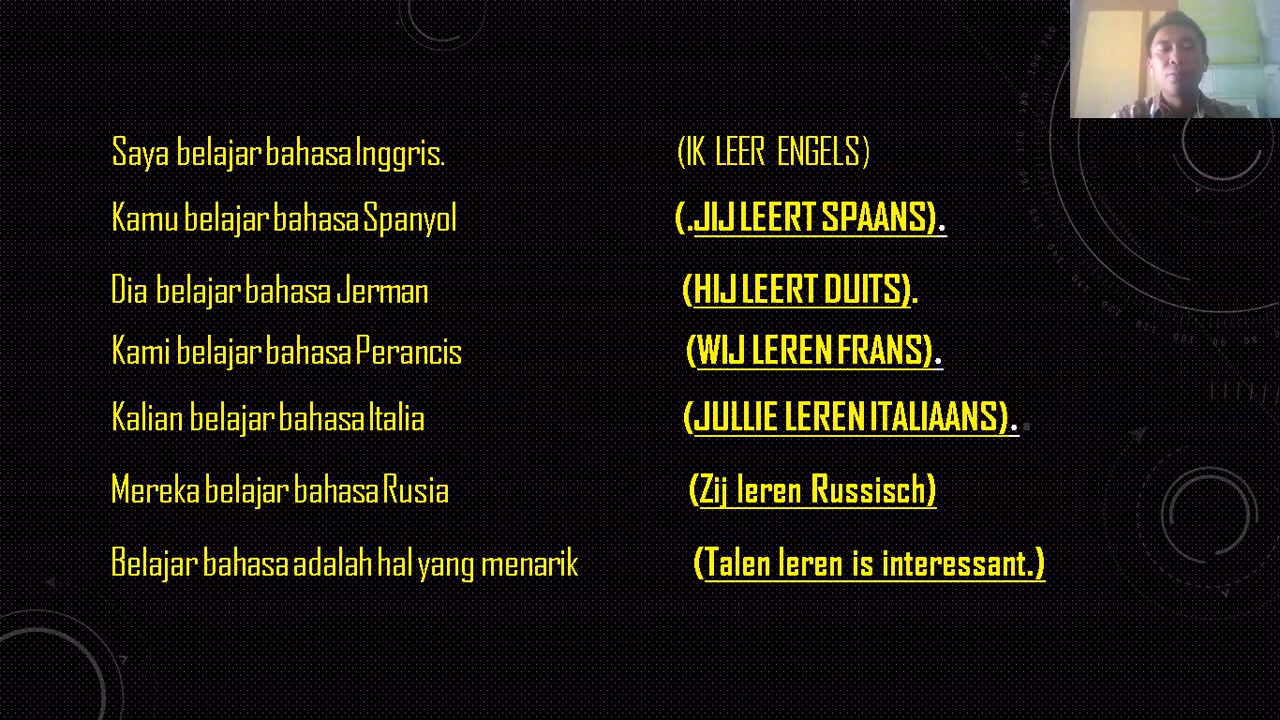 Saya belajar bahasa Inggris. (IK LEER ENGELS)
Kamu belajar bahasa Spanyol (.JIJ LEERT SPAANS).
Dia belajar bahasa Jerman (HIJ LEERT DUITS).
Kami belajar bahasa Perancis (WIJ LEREN FRANS).
Kalian belajar bahasa Italia (JULLIE LEREN ITALIAANS). .
Mereka belajar bahasa Rusia (Zij leren Russisch)
Belajar bahasa adalah hal yang menarik (Talen leren is interessant.)